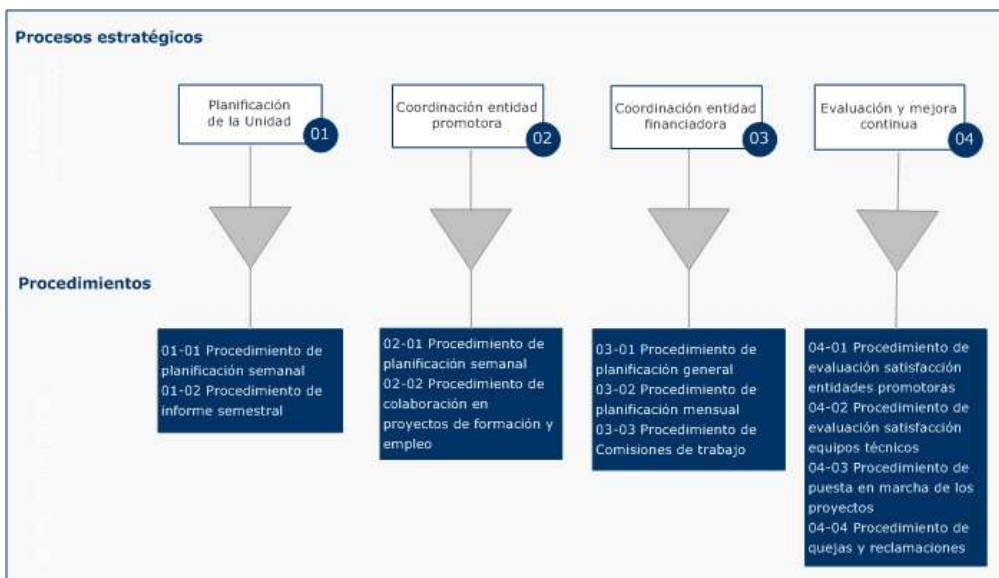 Procesos estratégicos
Planificación
de la Unidad
01
Coordinación entidad
promotora
02
Coordinación entidad
financiadora
03
Evaluación y mejora
continua
04
Procedimientos
01-01 Procedimiento de
planificación semanal
01-02 Procedimiento de
informe semestral
02-01 Procedimiento de
planificación semanal
02-02 Procedimiento de
colaboración en
proyectos de formación y
empleo
03-01 Procedimiento de
planificación general
03-02 Procedimiento de
planificación mensual
03-03 Procedimiento de
Comisiones de trabajo
04-01 Procedimiento de
evaluación satisfacción
entidades promotoras
04-02 Procedimiento de
evaluación satisfacción
equipos técnicos
04-03 Procedimiento de
puesta en marcha de los
proyectos
04-04 Procedimiento de
quejas y reclamaciones